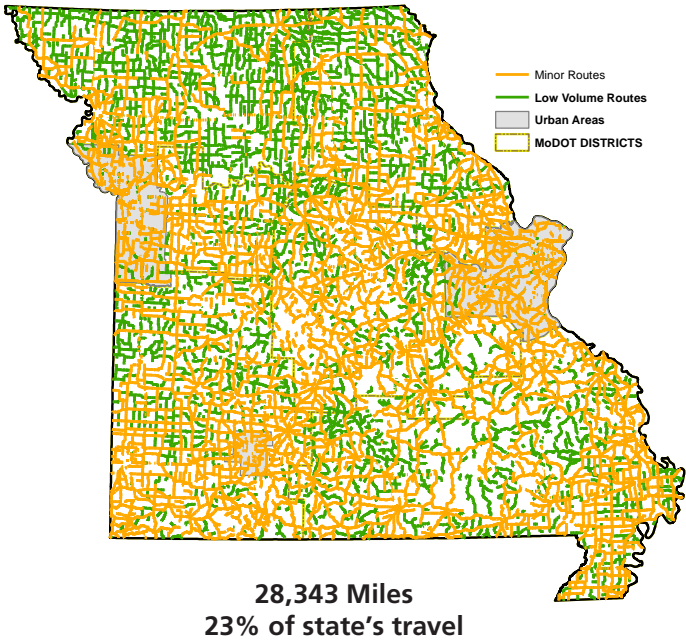 Minor Routes
Low Volume Routes
Urban Areas
MoDOT DISTRICTS
28,343 Miles
23% of state's travel